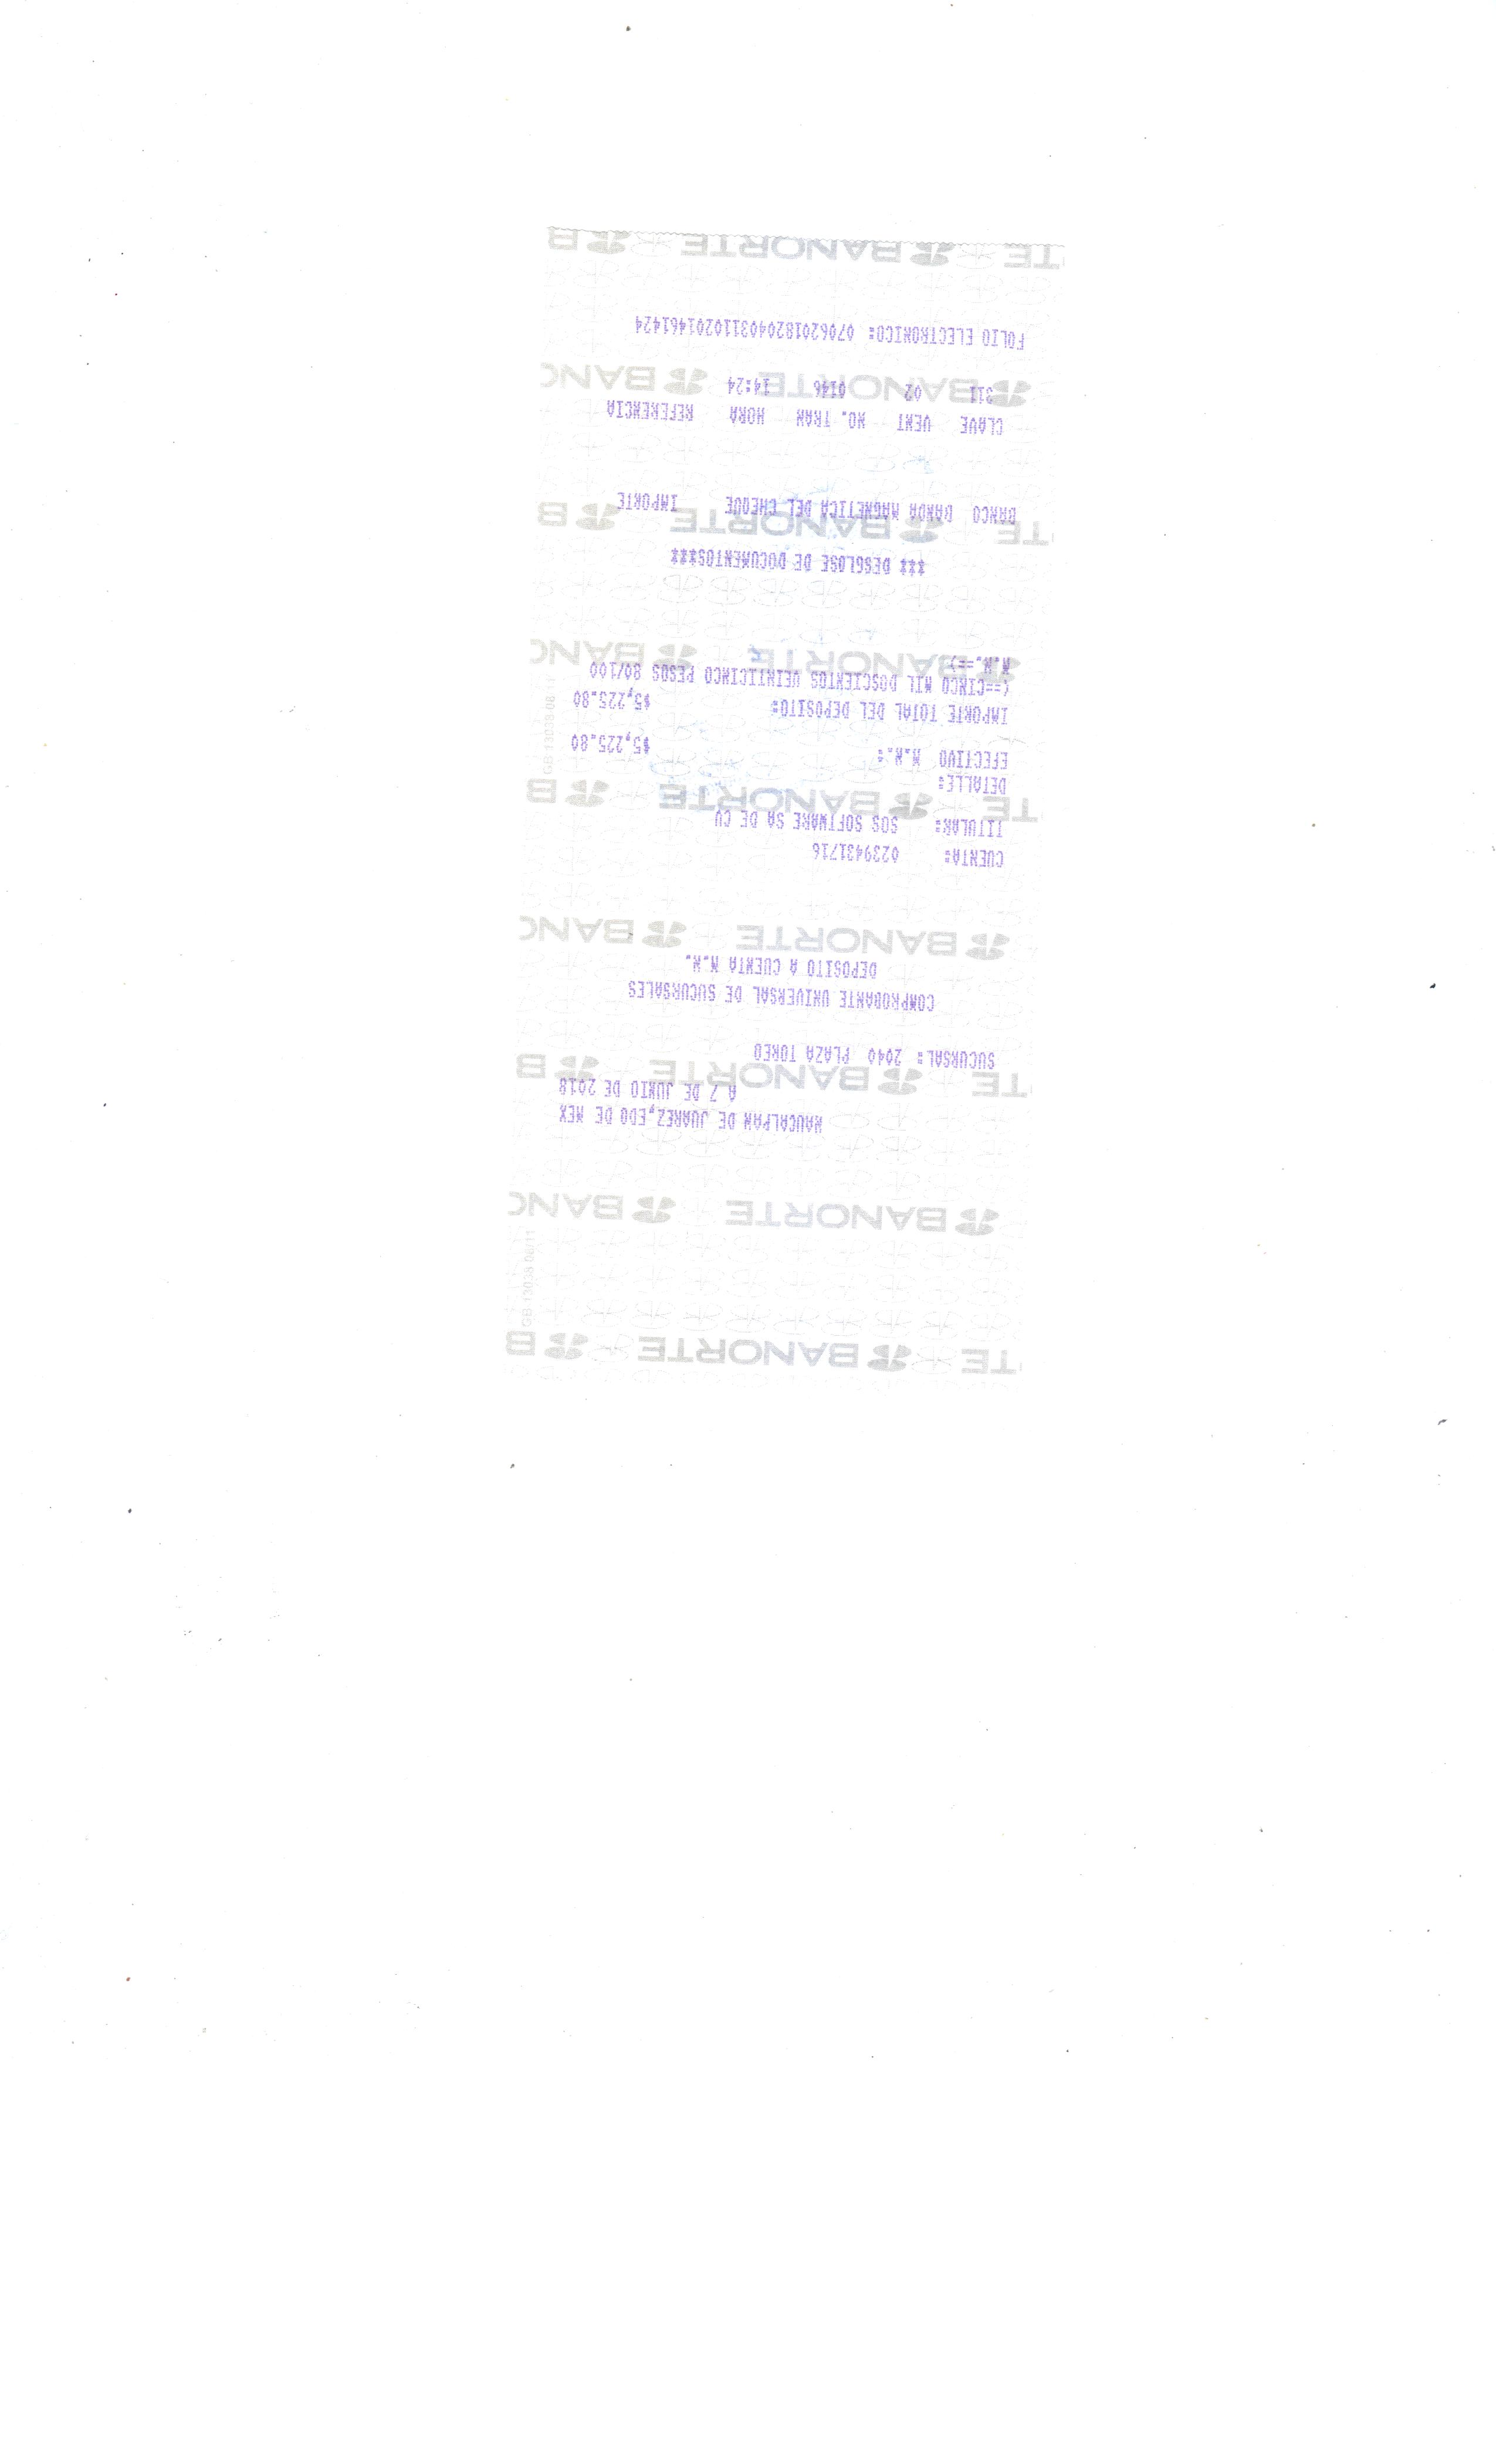 NAUCALPAN DE JUAREZ,EDO DE MEX
A 7 DE JUNIO DE 2018
SUCURSAL: 2040 PLAZA TOREO
COMPROBANTE UNIVERSAL DE SUCURSALES
DEPOSITO A CUENTA M.N.
CUENTA: 0239431716
TITULAR: SOS SOFTWARE SA DE CV
DETALLE:
EFECTIVO M.N.: $5,225.80
IMPORTE TOTAL DEL DEPOSITO: $5,225.80
(==CINCO MIL DOSCIENTOS VEINTICINCO PESOS 80/100
M.N.==)
*** DESGLOSE DE DOCUMENTOS***
BANCO BANDA MAGNETICA DEL CHEQUE IMPORTE
CLAVE VENT NO. TRAN HORA REFERENCIA
311 02 0146 14:24
FOLIO ELECTRONICO: 0706201820403110201461424
BANORTE
GB 13038 08/11